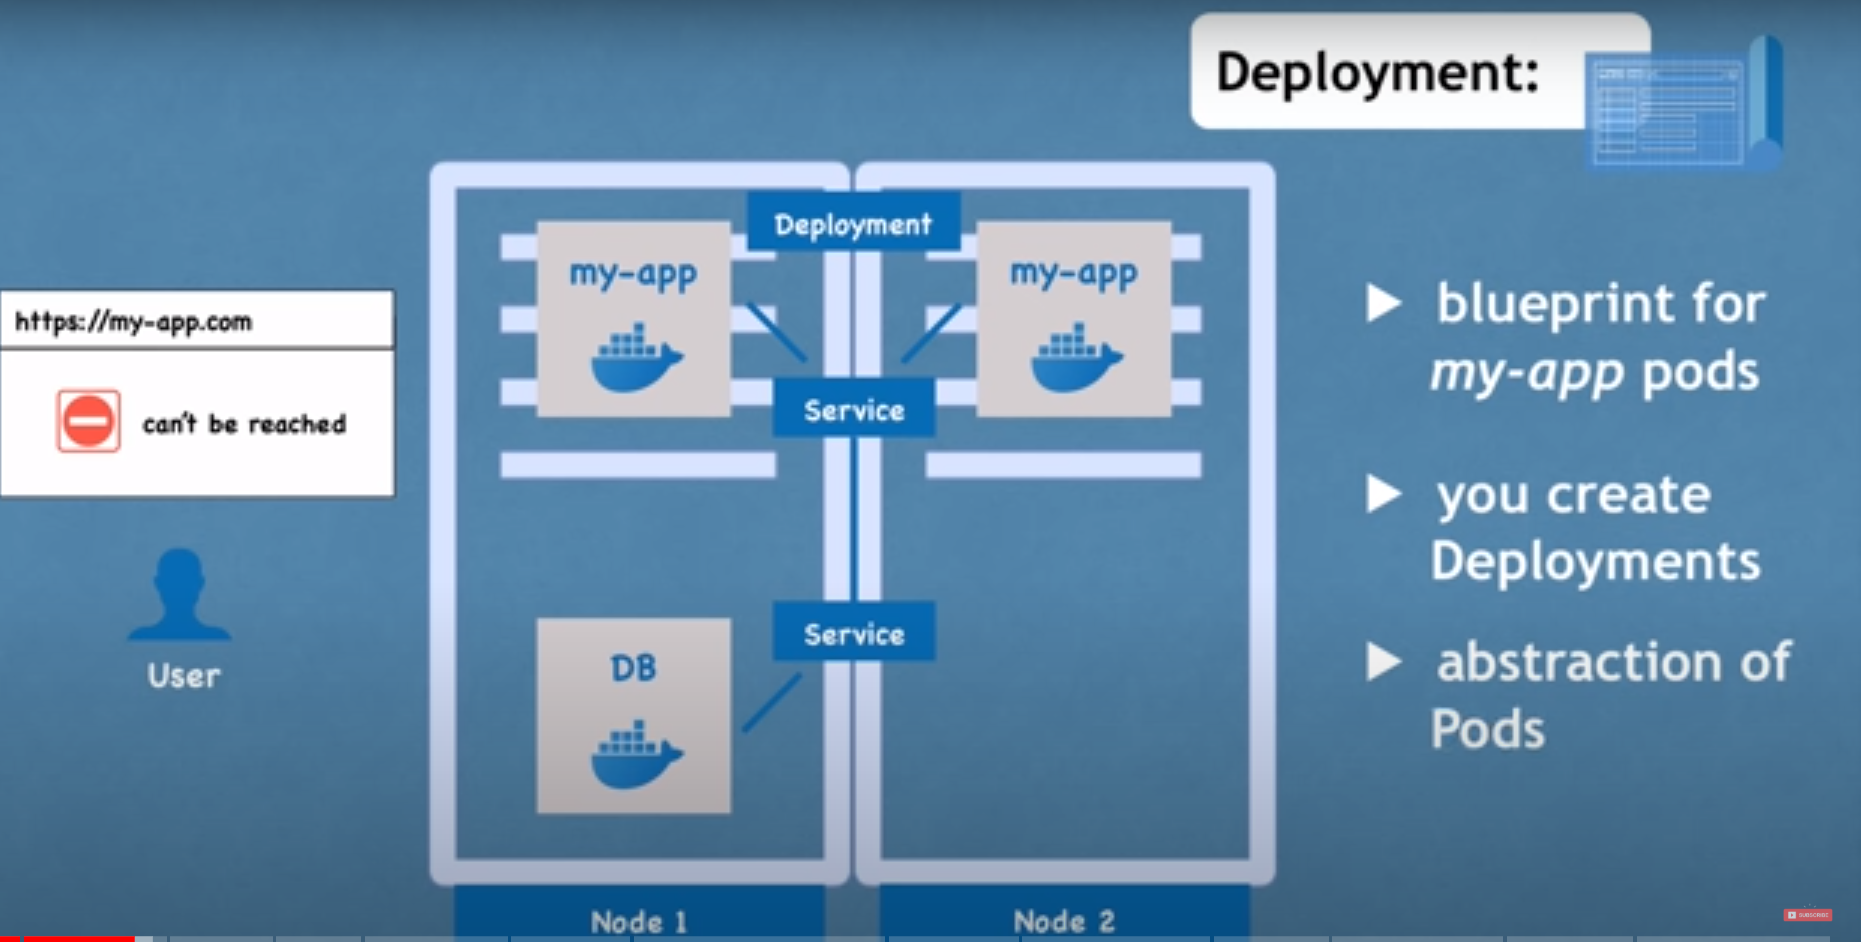 Deployment:
https://my-app.com
can't be reached
User
Deployment
my-app
my-app
Service
Service
DB
Node 1
Node 2
blueprint for
my-app pods
you create
Deployments
abstraction of
Pods
SUBSCRIBE